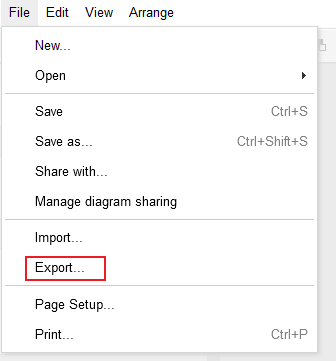 File Edit View Arrange
New...
Open
Save Ctrl+S
Save as... Ctrl+Shift+S
Share with...
Manage diagram sharing
Import...
Export...
Page Setup...
Print... Ctrl+P